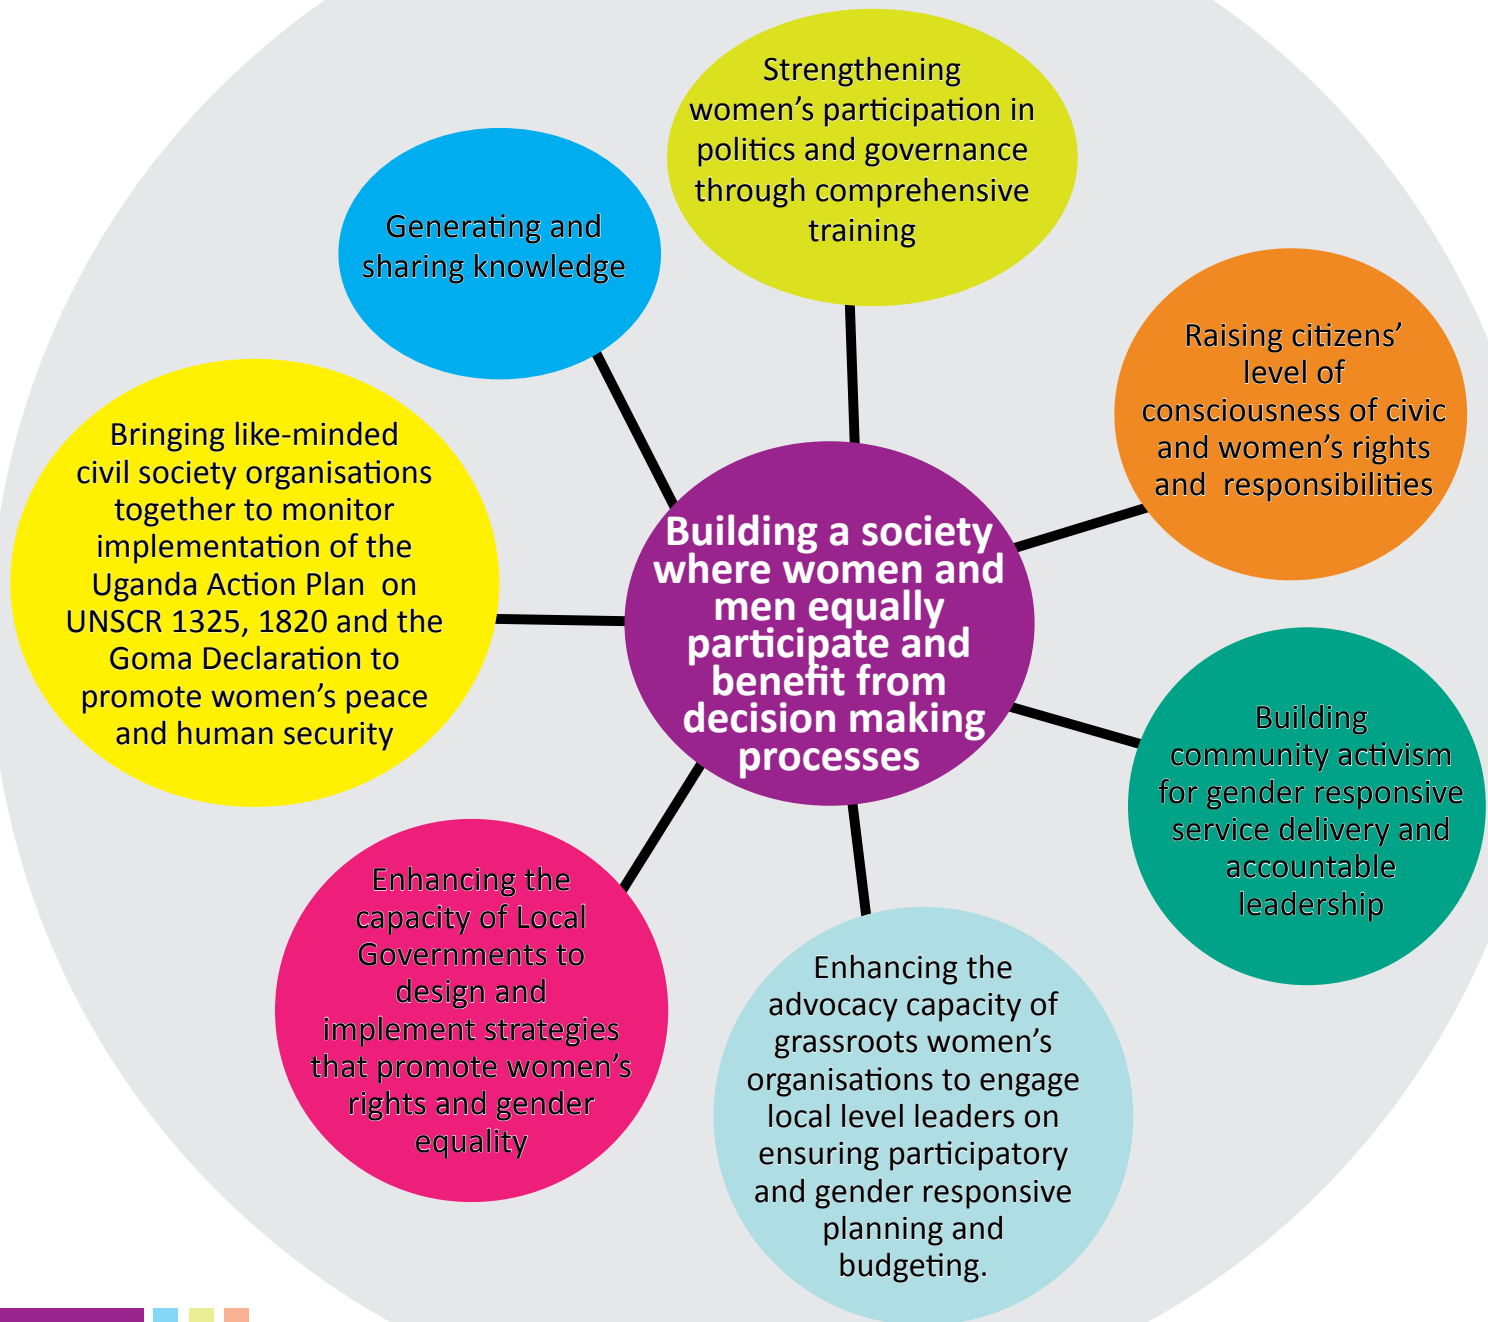 Strengthening
women's participation in
politics and governance
through comprehensive
training
Generating and
sharing knowledge
Raising citizens'
level of
consciousness of civic
and women's rights
and  responsibilities
Bringing like-minded
civil society organisations
together to monitor
implementation of the
Uganda Action Plan  on
UNSCR 1325, 1820 and the
Goma Declaration to
promote women's peace
and human security
Building a society
where women and
men equally
participate and
benefit from
decision making
processes
Building
community activism
for gender responsive
service delivery and
accountable
leadership
Enhancing the
capacity of Local
Governments to
design and
implement strategies
that promote women's
rights and gender
equality
Enhancing the
advocacy capacity of
grassroots women's
organisations to engage
local level leaders on
ensuring participatory
and gender responsive
planning and
budgeting.